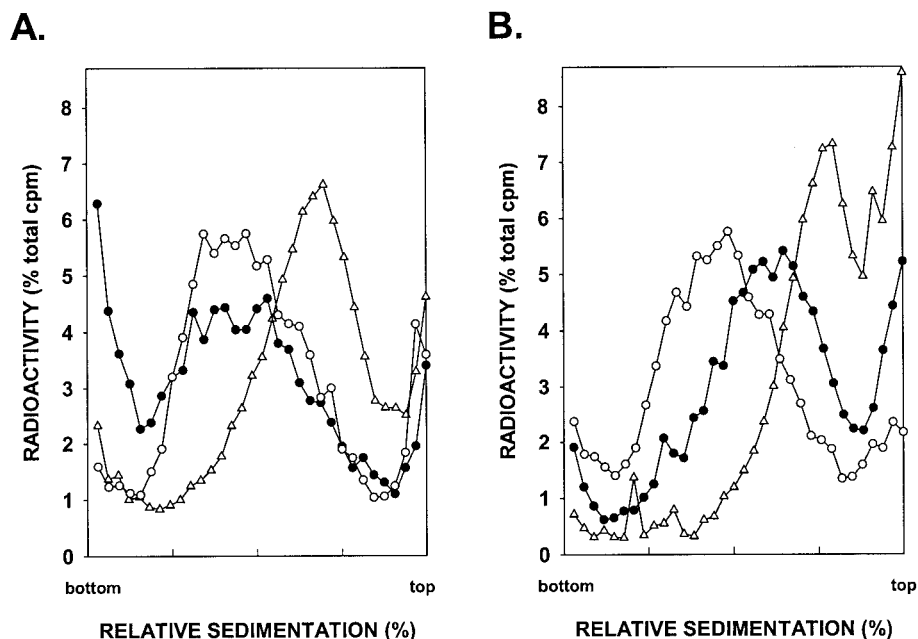 A.
B.
RADIOACTIVITY (% total cpm)
8
7
6
5
4
3
2
1
0
bottom
top
RELATIVE SEDIMENTATION (%)
RADIOACTIVITY (% total cpm)
8
7
6
5
4
3
2
1
0
bottom
top
RELATIVE SEDIMENTATION (%)